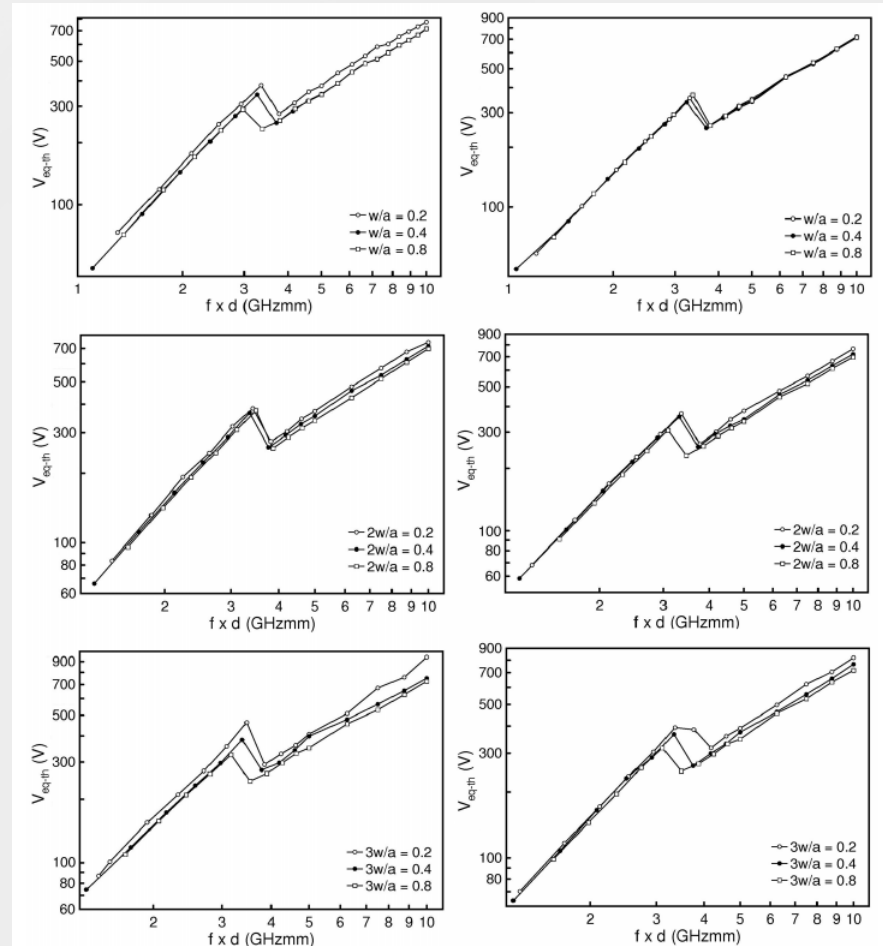 700
500
300
100
V_eq-th (V)
w/a = 0.2
w/a = 0.4
w/a = 0.8
1 2 3 4 5 6 7 8 9 10
f x d (GHzmm)
900
700
500
300
100
V_eq-th (V)
w/a = 0.2
w/a = 0.4
w/a = 0.8
1 2 3 4 5 6 7 8 9 10
f x d (GHzmm)
700
500
300
100
80
60
V_eq-th (V)
2w/a = 0.2
2w/a = 0.4
2w/a = 0.8
2 3 4 5 6 7 8 9 10
f x d (GHzmm)
900
700
500
300
100
80
60
V_eq-th (V)
2w/a = 0.2
2w/a = 0.4
2w/a = 0.8
2 3 4 5 6 7 8 9 10
f x d (GHzmm)
900
700
500
300
100
80
60
V_eq-th (V)
3w/a = 0.2
3w/a = 0.4
3w/a = 0.8
2 3 4 5 6 7 8 9 10
f x d (GHzmm)
900
700
500
300
100
80
V_eq-th (V)
3w/a = 0.2
3w/a = 0.4
3w/a = 0.8
2 3 4 5 6 7 8 9 10
f x d (GHzmm)